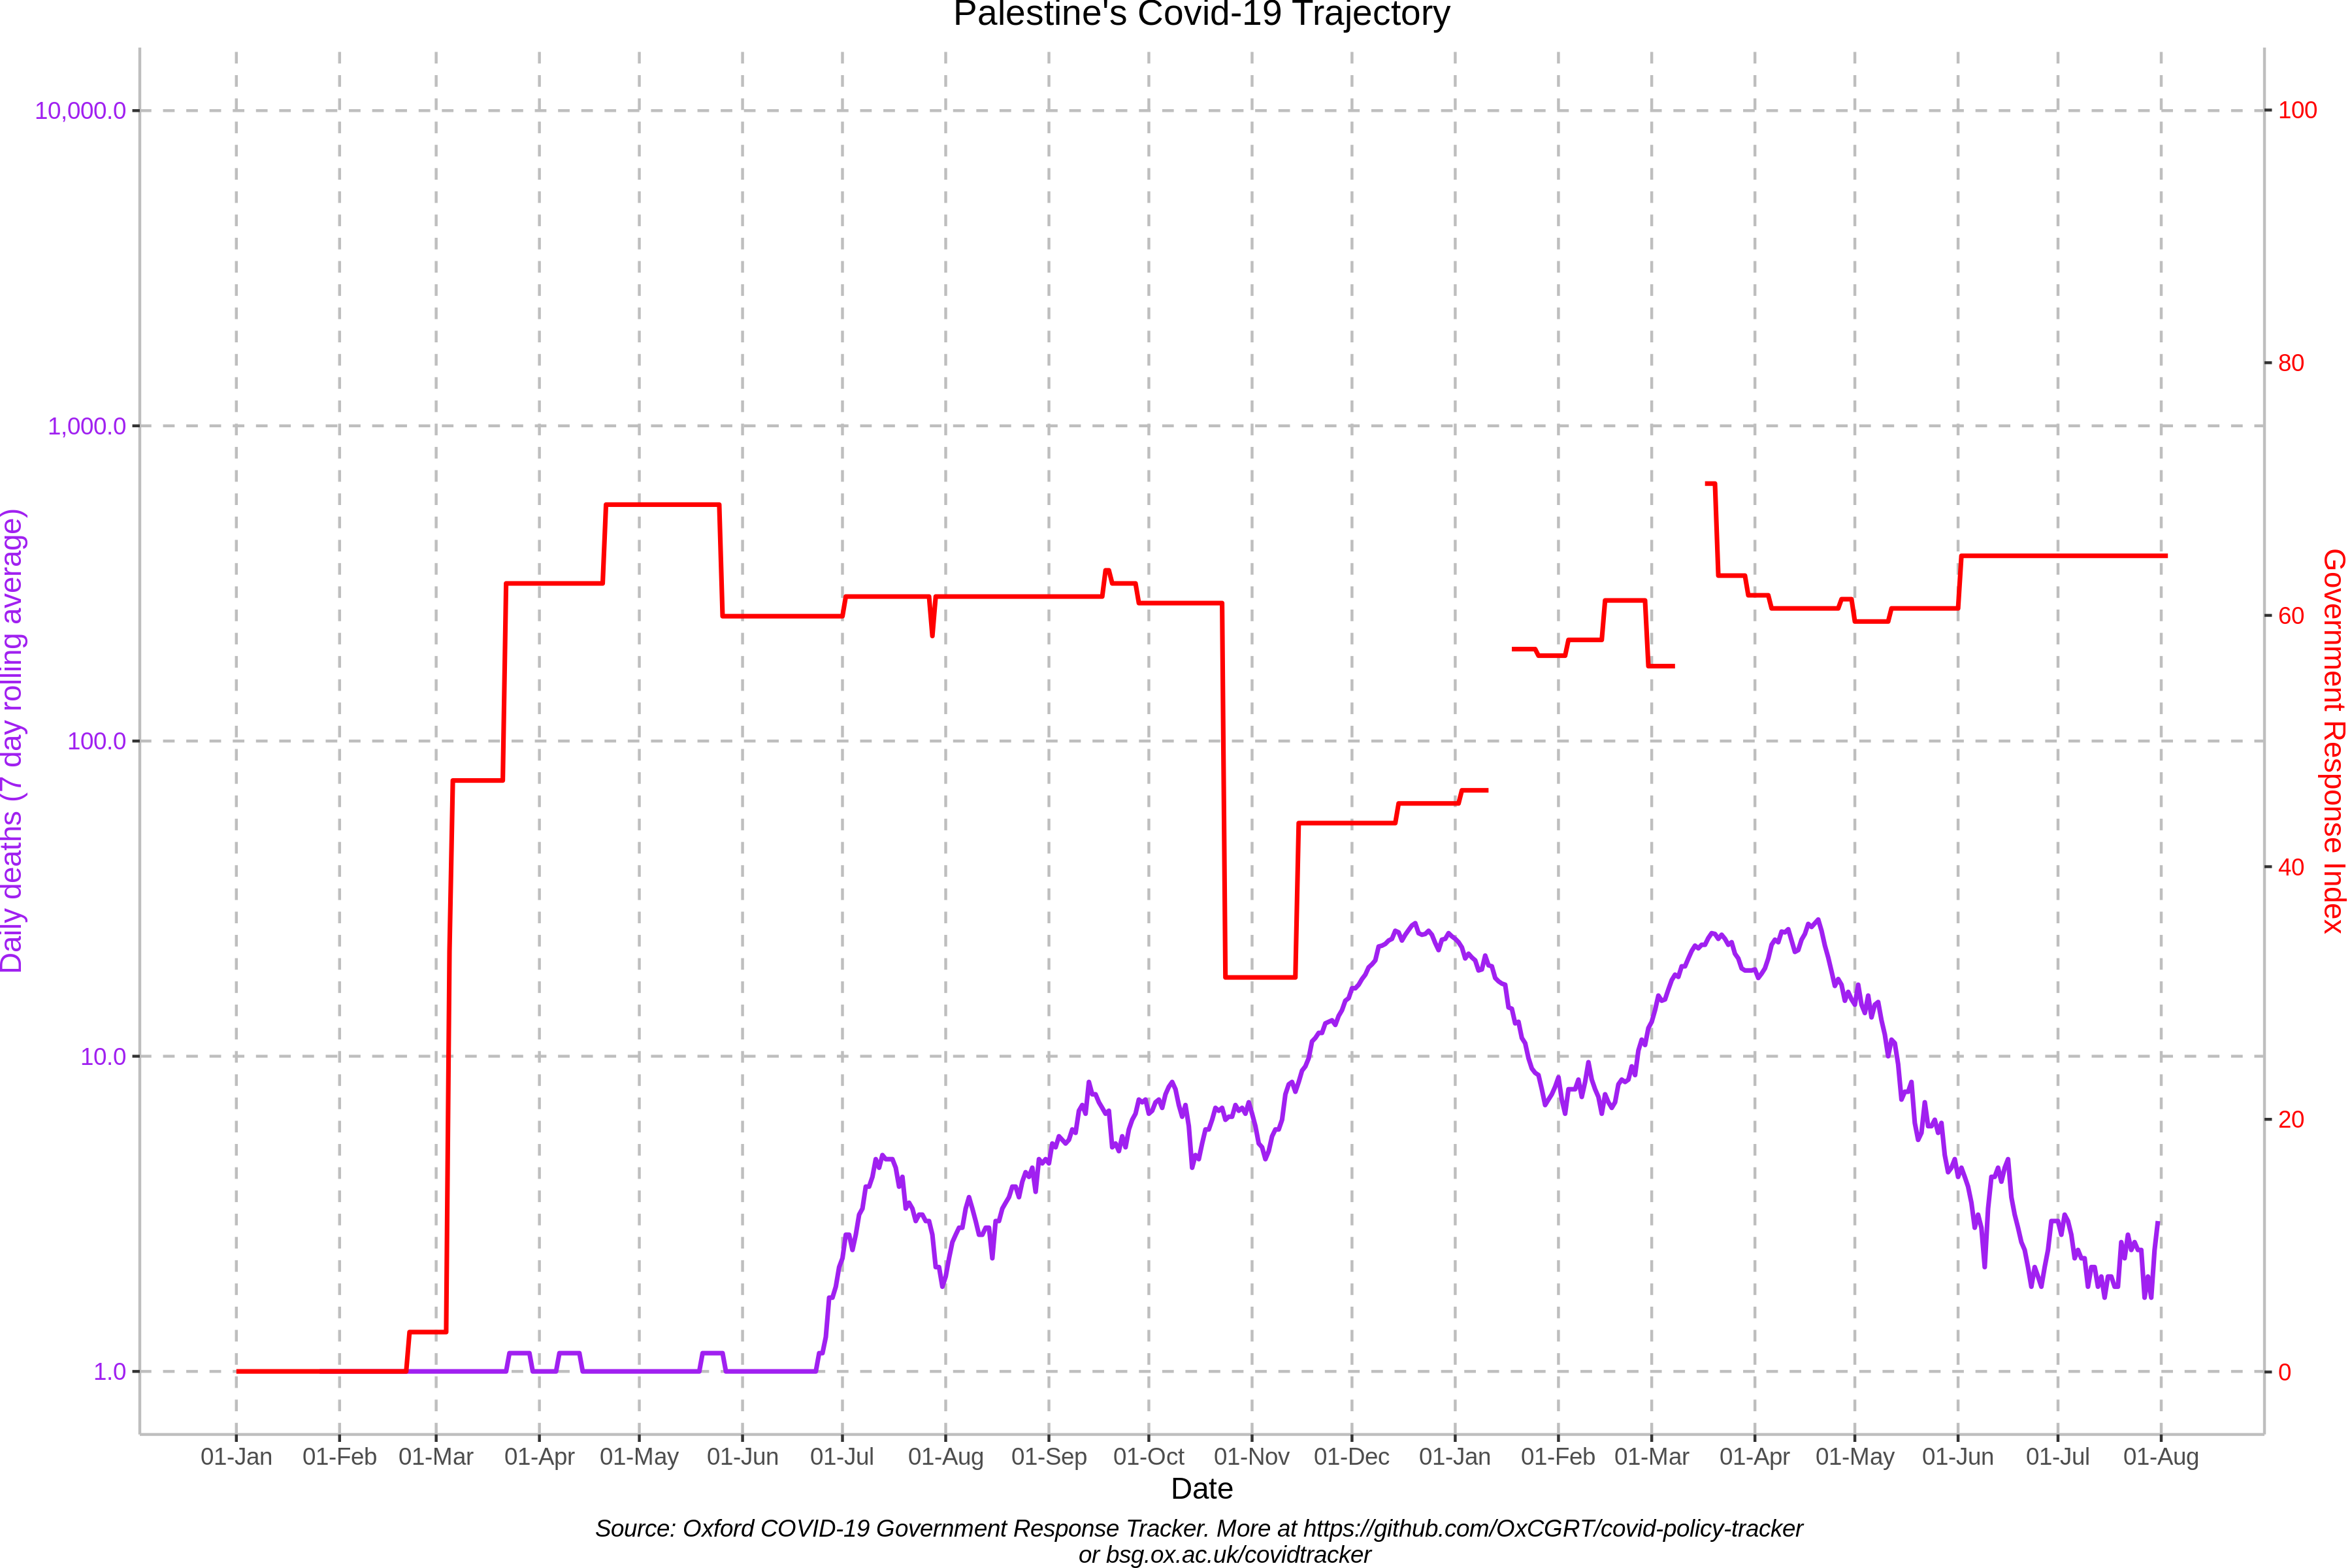 Palestine's Covid-19 Trajectory
10,000.0
1,000.0
100.0
10.0
1.0
Daily deaths (7 day rolling average)
100
80
60
40
20
0
Government Response Index
01-Jan 01-Feb 01-Mar 01-Apr 01-May 01-Jun 01-Jul 01-Aug 01-Sep 01-Oct 01-Nov 01-Dec 01-Jan 01-Feb 01-Mar 01-Apr 01-May 01-Jun 01-Jul 01-Aug
Date
Source: Oxford COVID-19 Government Response Tracker. More at https://github.com/OxCGRT/covid-policy-tracker
or bsg.ox.ac.uk/covidtracker